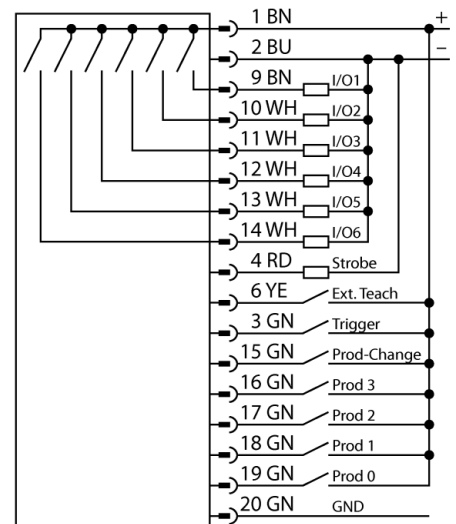 1 BN +
2 BU −
9 BN I/O1
10 WH I/O2
11 WH I/O3
12 WH I/O4
13 WH I/O5
14 WH I/O6
4 RD Strobe
6 YE Ext. Teach
3 GN Trigger
15 GN Prod-Change
16 GN Prod 3
17 GN Prod 2
18 GN Prod 1
19 GN Prod 0
20 GN GND